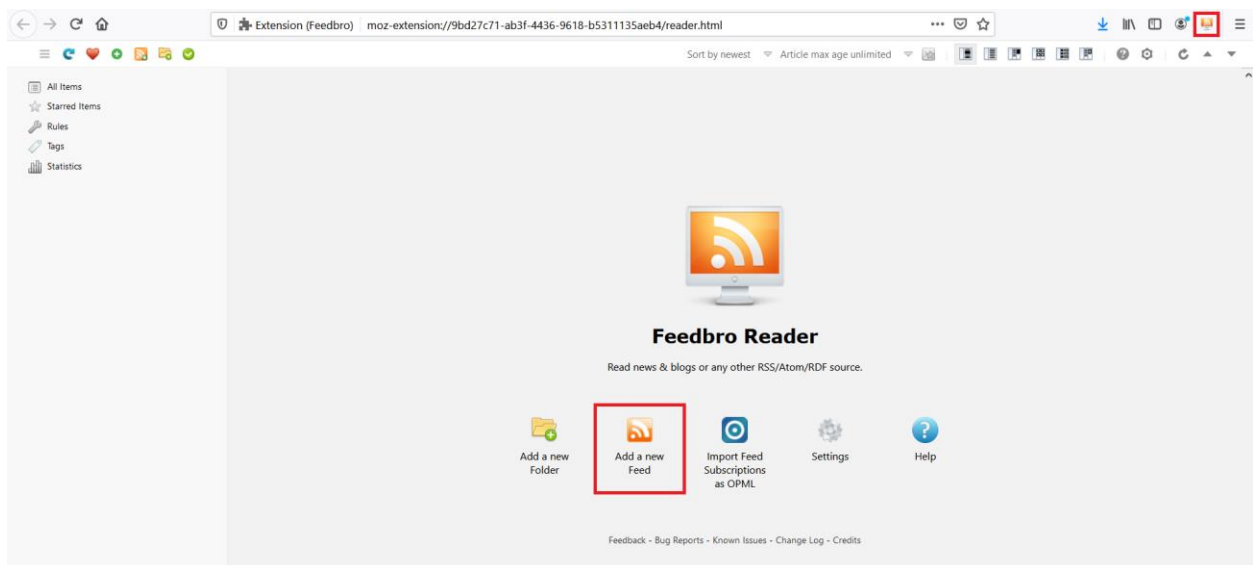 Extension (Feedbro) moz-extension://9bd27c71-ab3f-4436-9618-b5311135aeb4/reader.html
Sort by newest Article max age unlimited
All Items
Starred Items
Rules
Tags
Statistics
Feedbro Reader
Read news & blogs or any other RSS/Atom/RDF source.
Add a new
Folder
Add a new
Feed
Import Feed
Subscriptions
as OPML
Settings
Help
Feedback - Bug Reports - Known Issues - Change Log - Credits